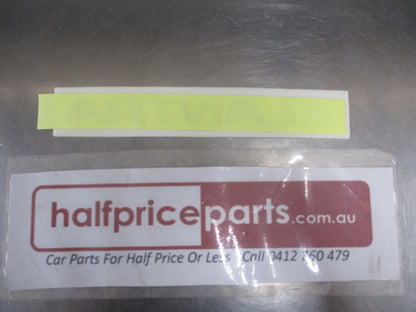 halfpriceparts.com.au
Car Parts For Half Price Or Less Call 0412 760 479